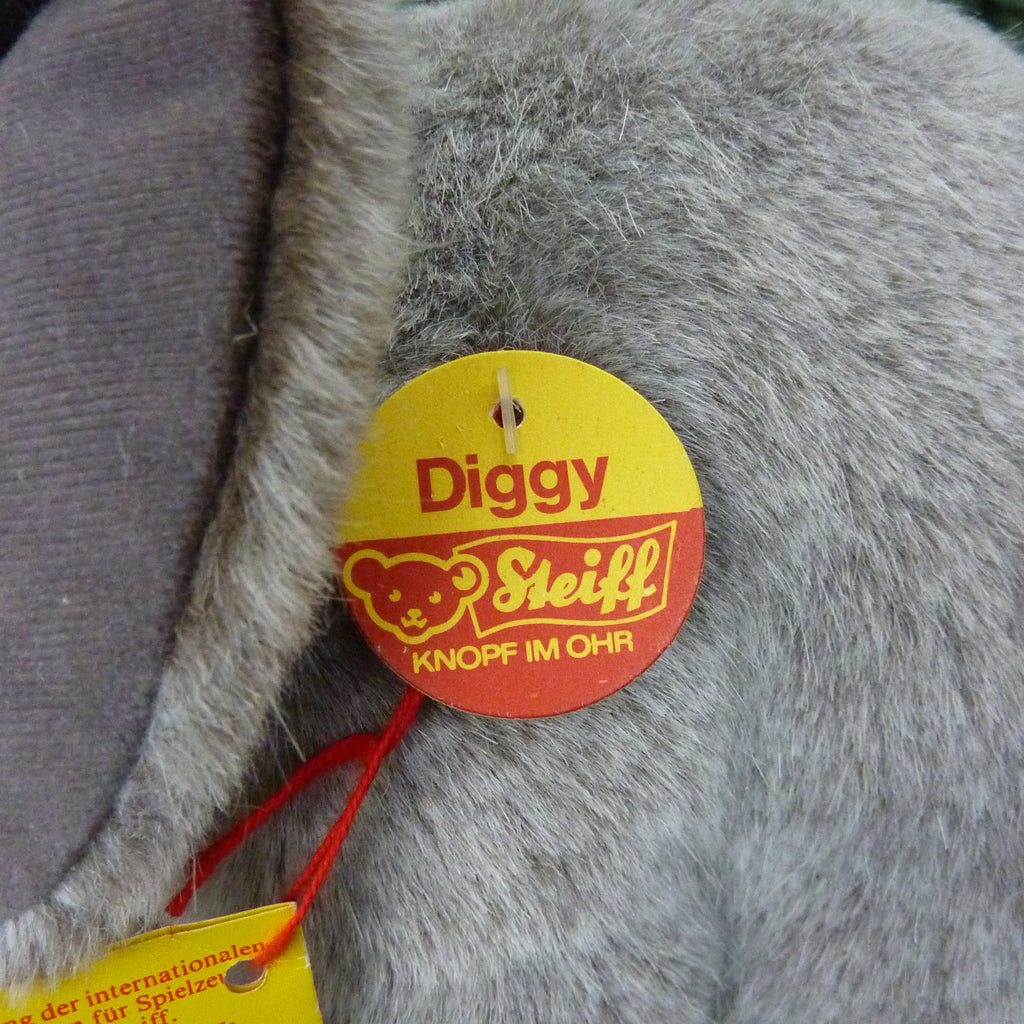 Diggy
Steiff
KNOPF IM OHR
der internationalen
für Spielzeu